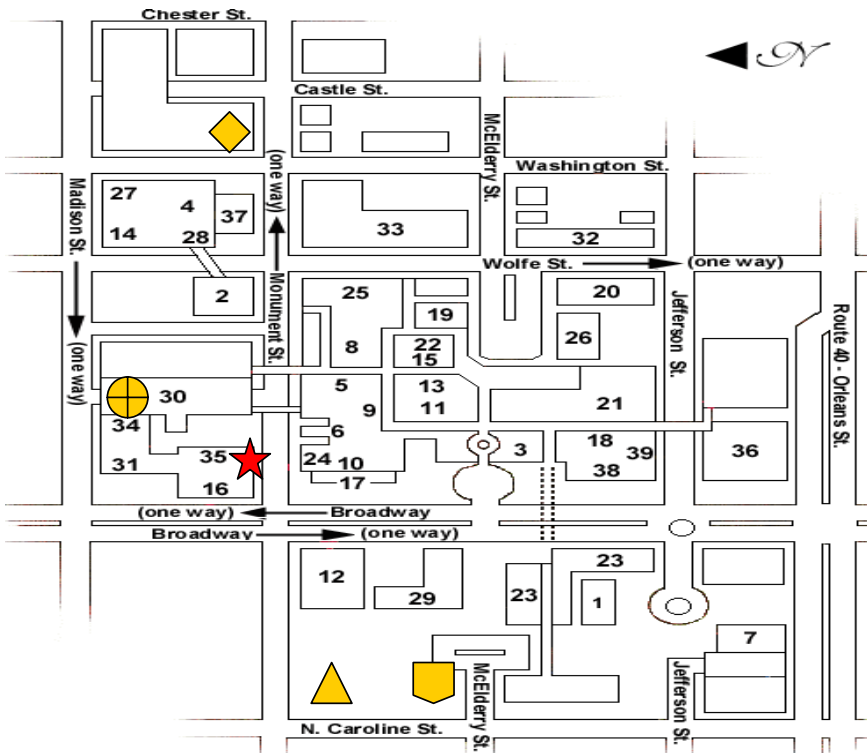 Chester St.
N
Castle St.
McElderry St.
(one way)
Washington St.
Madison St.
27
4
37
14
28
33
32
Wolfe St.
(one way)
Monument St.
2
25
20
Jefferson St.
Route 40 - Orleans St.
19
26
8
22
15
(one way)
30
5
13
9
11
21
34
6
18
39
36
31
35
24
10
3
38
16
17
(one way)
Broadway
Broadway
(one way)
12
29
23
23
1
7
McElderry St.
Jefferson St.
N. Caroline St.